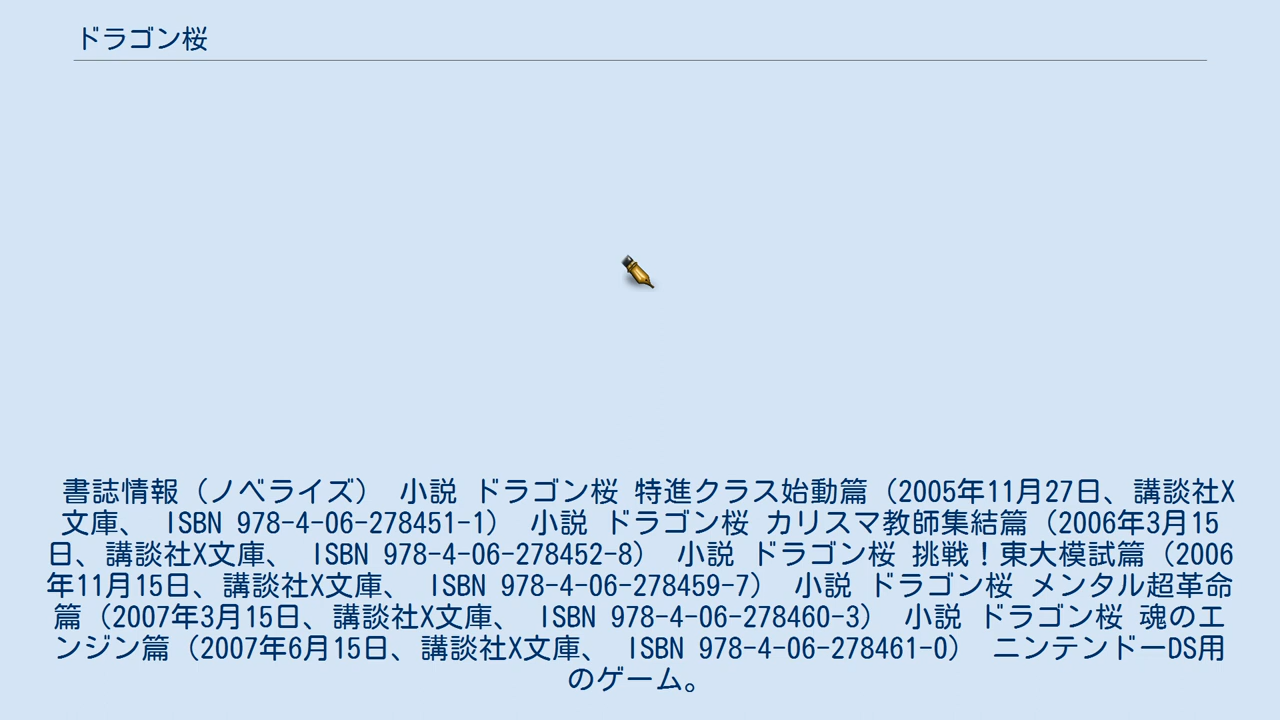 ドラゴン桜
書誌情報（ノベライズ） 小説 ドラゴン桜 特進クラス始動篇（2005年11月27日、講談社X
文庫、 ISBN 978-4-06-278451-1） 小説 ドラゴン桜 カリスマ教師集結篇（2006年3月15
日、講談社X文庫、 ISBN 978-4-06-278452-8） 小説 ドラゴン桜 挑戦！東大模試篇（2006
年11月15日、講談社X文庫、 ISBN 978-4-06-278459-7） 小説 ドラゴン桜 メンタル超革命
篇（2007年3月15日、講談社X文庫、 ISBN 978-4-06-278460-3） 小説 ドラゴン桜 魂のエ
ンジン篇（2007年6月15日、講談社X文庫、 ISBN 978-4-06-278461-0） ニンテンドーDS用
のゲーム。